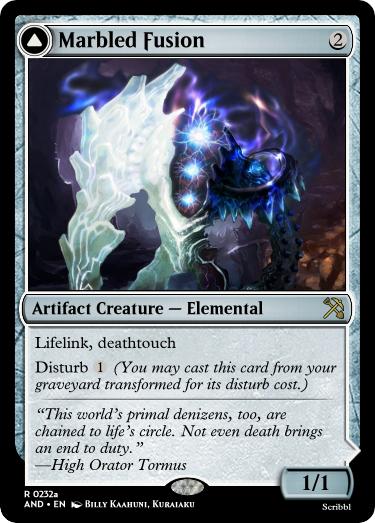 Marbled Fusion 2
Artifact Creature — Elemental
Lifelink, deathtouch
Disturb 1 (You may cast this card from your
graveyard transformed for its disturb cost.)
“This world’s primal denizens, too, are
chained to life’s circle. Not even death brings
an end to duty.”
—High Orator Tormus
1/1
R 0232a
AND • EN Billy Kaahuni, Kuraiaku
Scribbl